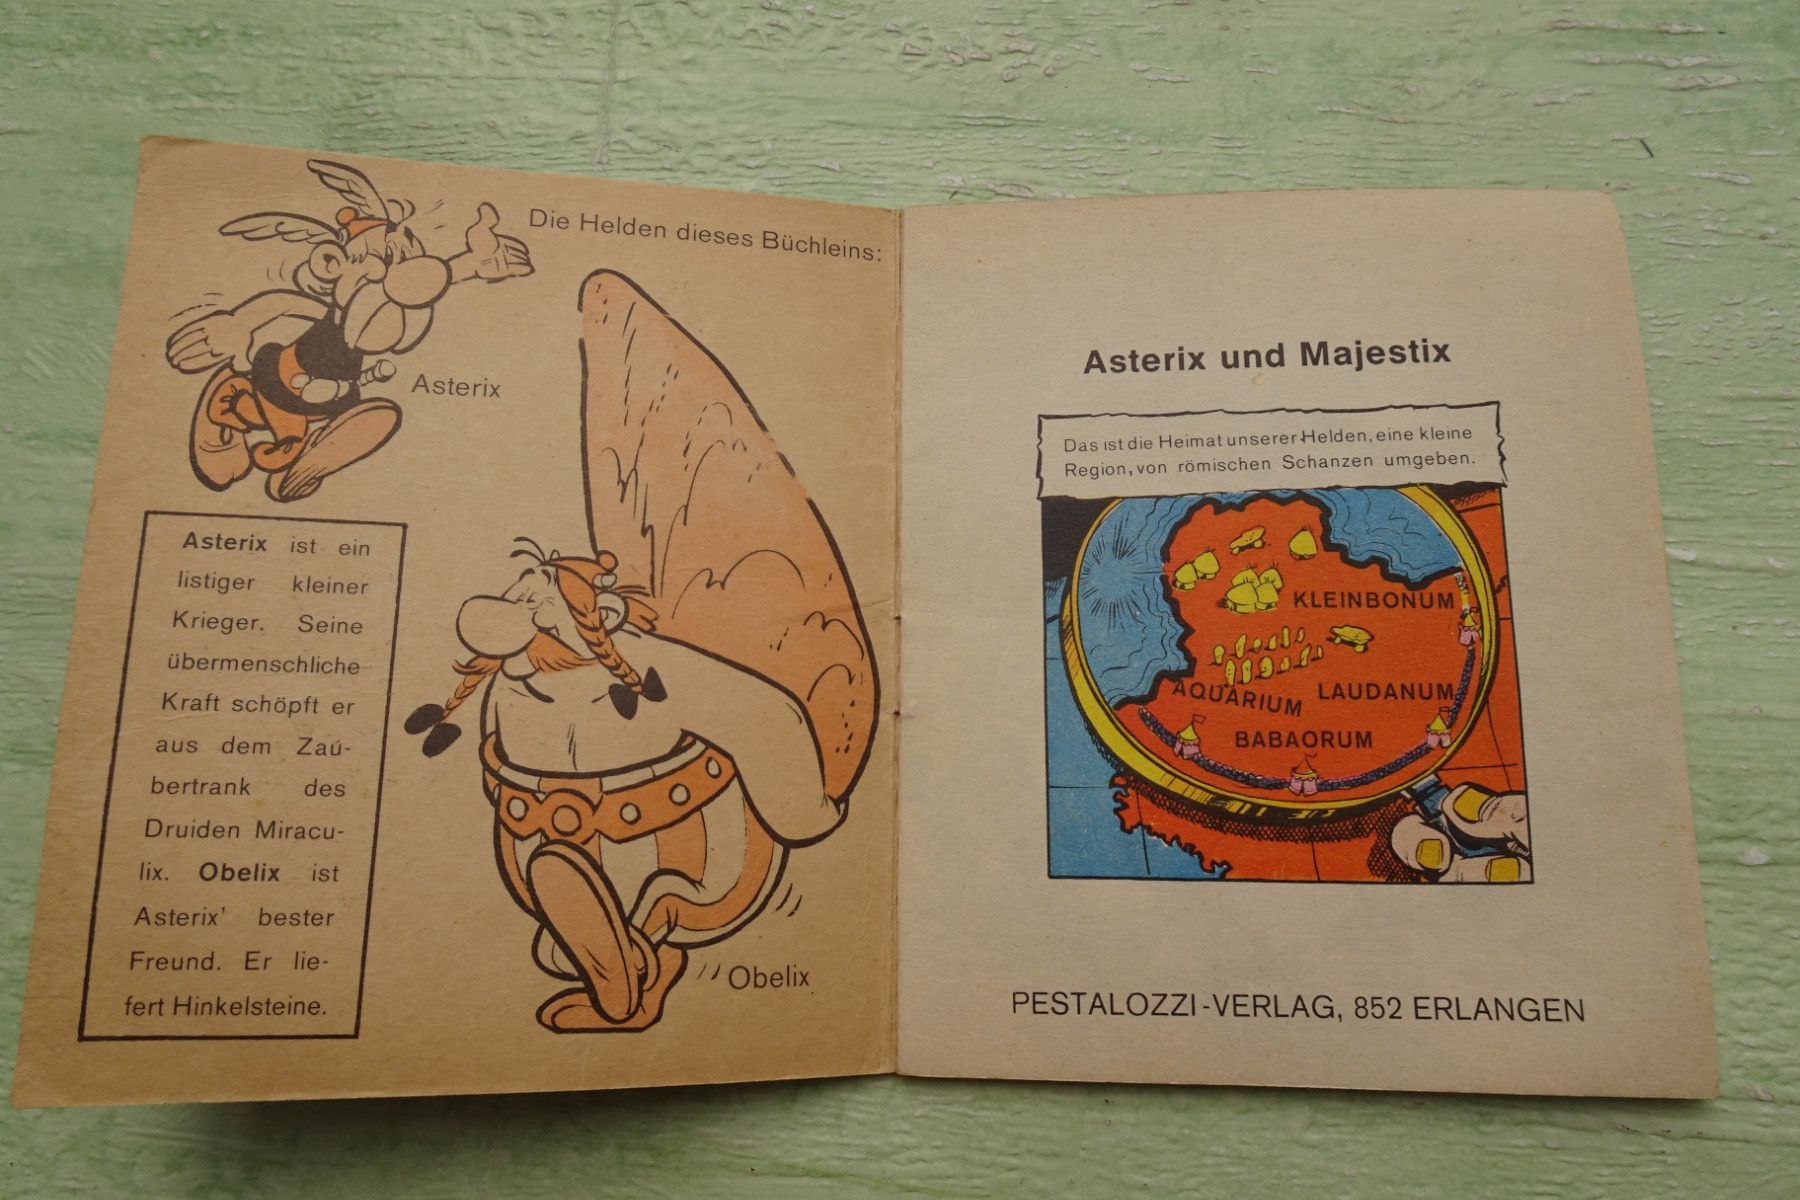 Die Helden dieses Büchleins:
Asterix
Asterix ist ein
listiger kleiner
Krieger. Seine
übermenschliche
Kraft schöpft er
aus dem Zau-
bertrank des
Druiden Miracu-
lix. Obelix ist
Asterix' bester
Freund. Er lie-
fert Hinkelsteine.
Obelix
Asterix und Majestix
Das ist die Heimat unserer Helden, eine kleine
Region, von römischen Schanzen umgeben.
KLEINBONUM
AQUARIUM
LAUDANUM
BABAORUM
PESTALOZZI-VERLAG, 852 ERLANGEN